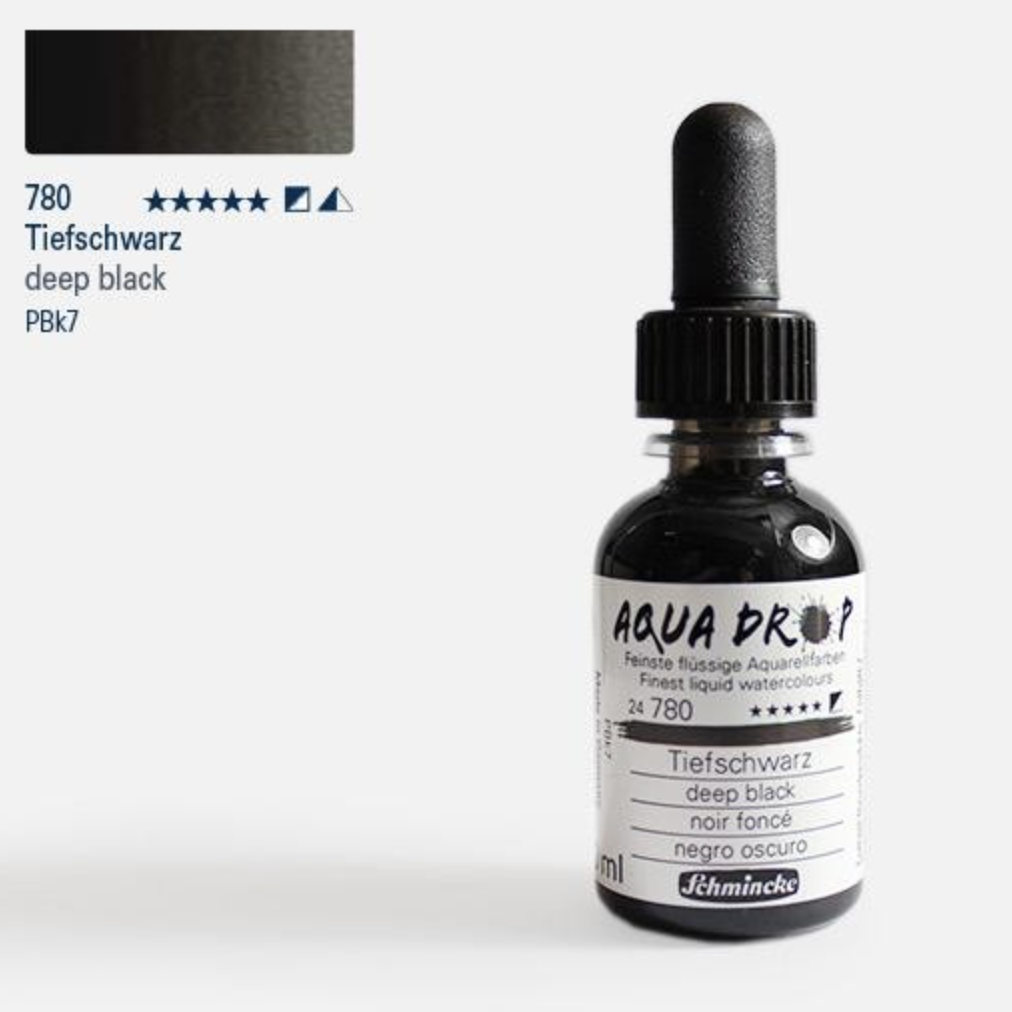 780 ★★★★★
Tiefschwarz
deep black
PBk7
AQUA DROP
Feinste flüssige Aquarellfarben
Finest liquid watercolours
24 780 ★★★★★
PBk7
Tiefschwarz
deep black
noir foncé
negro oscuro
ml
Schmincke